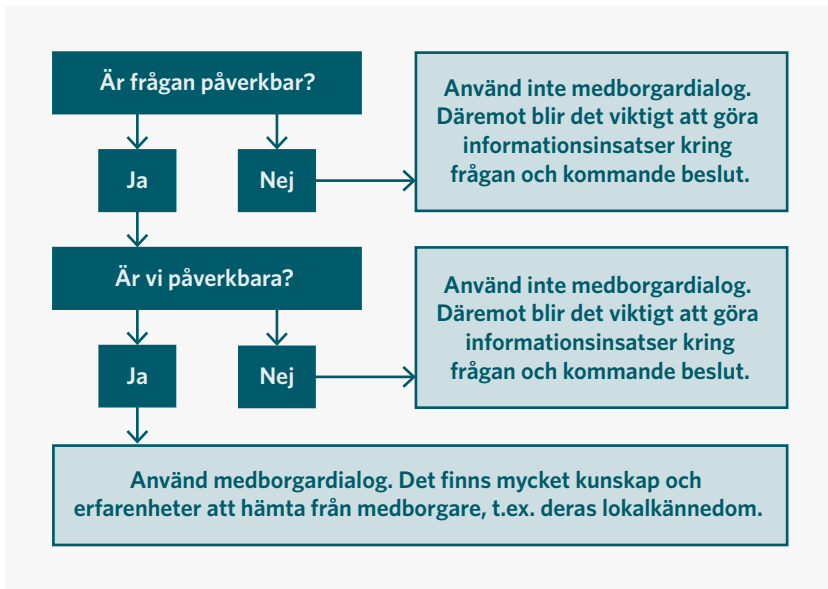 Är frågan påverkbar?
Ja
Nej
Använd inte medborgardialog.
Däremot blir det viktigt att göra
informationsinsatser kring
frågan och kommande beslut.
Är vi påverkbara?
Ja
Nej
Använd inte medborgardialog.
Däremot blir det viktigt att göra
informationsinsatser kring
frågan och kommande beslut.
Använd medborgardialog. Det finns mycket kunskap och
erfarenheter att hämta från medborgare, t.ex. deras lokalkännedom.